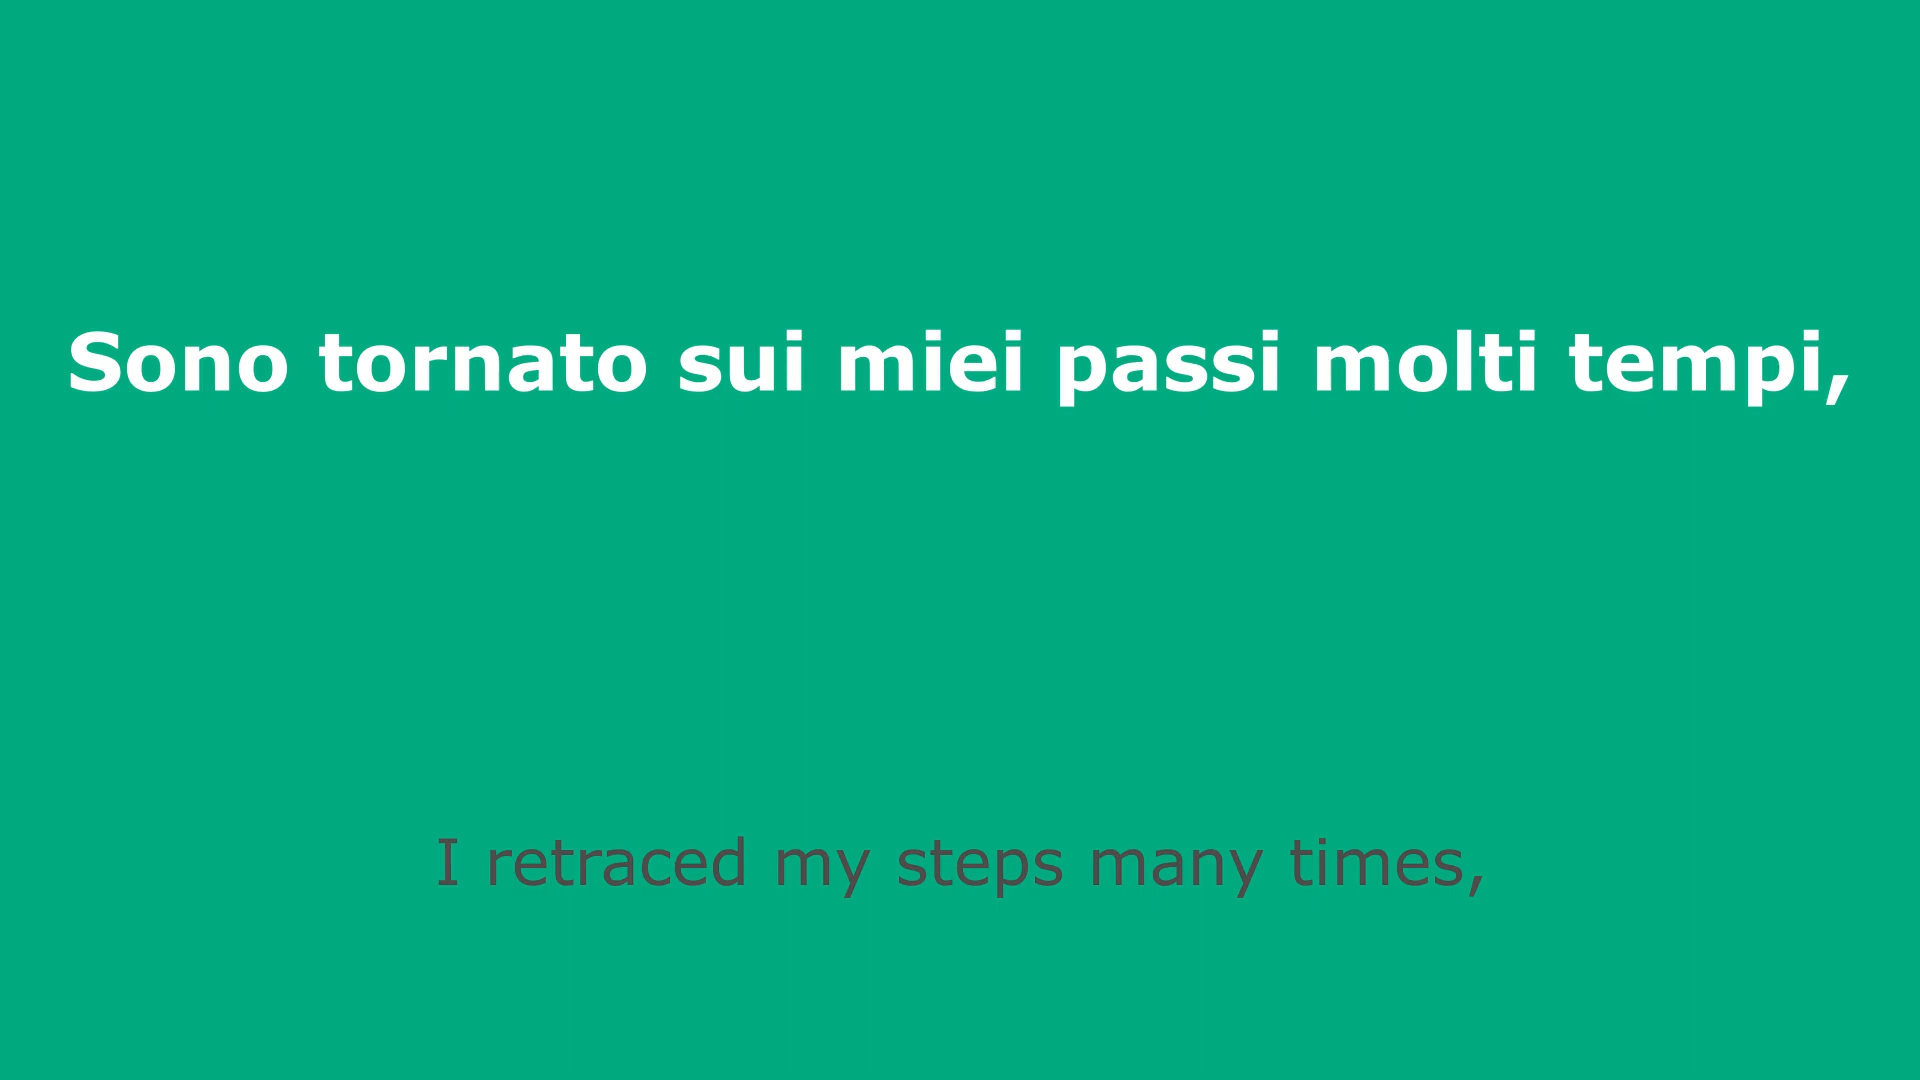 Sono tornato sui miei passi molti tempi,
I retraced my steps many times,